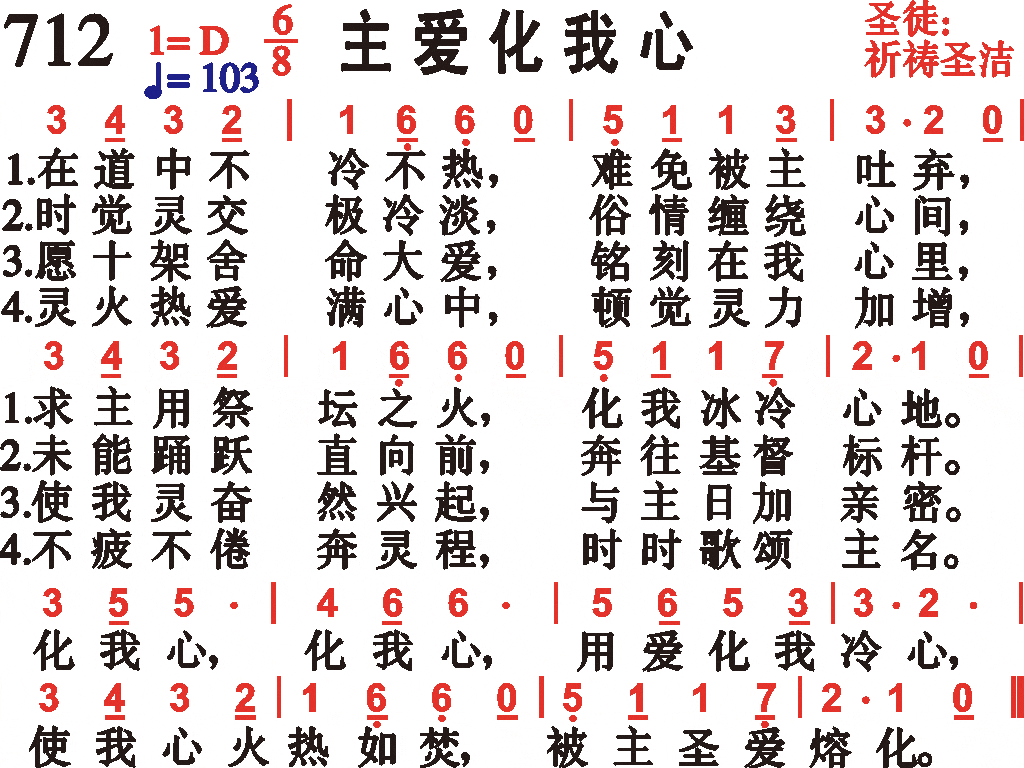 712 1=D 6/8 主爱化我心 圣徒：
♩=103 祈祷圣洁
3 4 3 2 | 1 6 6 0 | 5 1 1 3 | 3 · 2 0 |
1.在道中不 冷不热， 难免被主 吐弃，
2.时觉灵交 极冷淡， 俗情缠绕 心间，
3.愿十架舍 命大爱， 铭刻在我 心里，
4.灵火热爱 满心中， 顿觉灵力 加增，
3 4 3 2 | 1 6 6 0 | 5 1 1 7 | 2 · 1 0 |
1.求主用祭 坛之火， 化我冰冷 心地。
2.未能踊跃 直向前， 奔往基督 标杆。
3.使我灵奋 然兴起， 与主日加 亲密。
4.不疲不倦 奔灵程， 时时歌颂 主名。
3 5 5 · | 4 6 6 · | 5 6 5 3 | 3 · 2 · |
化我心， 化我心， 用爱化我冷心，
3 4 3 2 | 1 6 6 0 | 5 1 1 7 | 2 · 1 0 ‖
使我心火热如焚， 被主圣爱熔化。